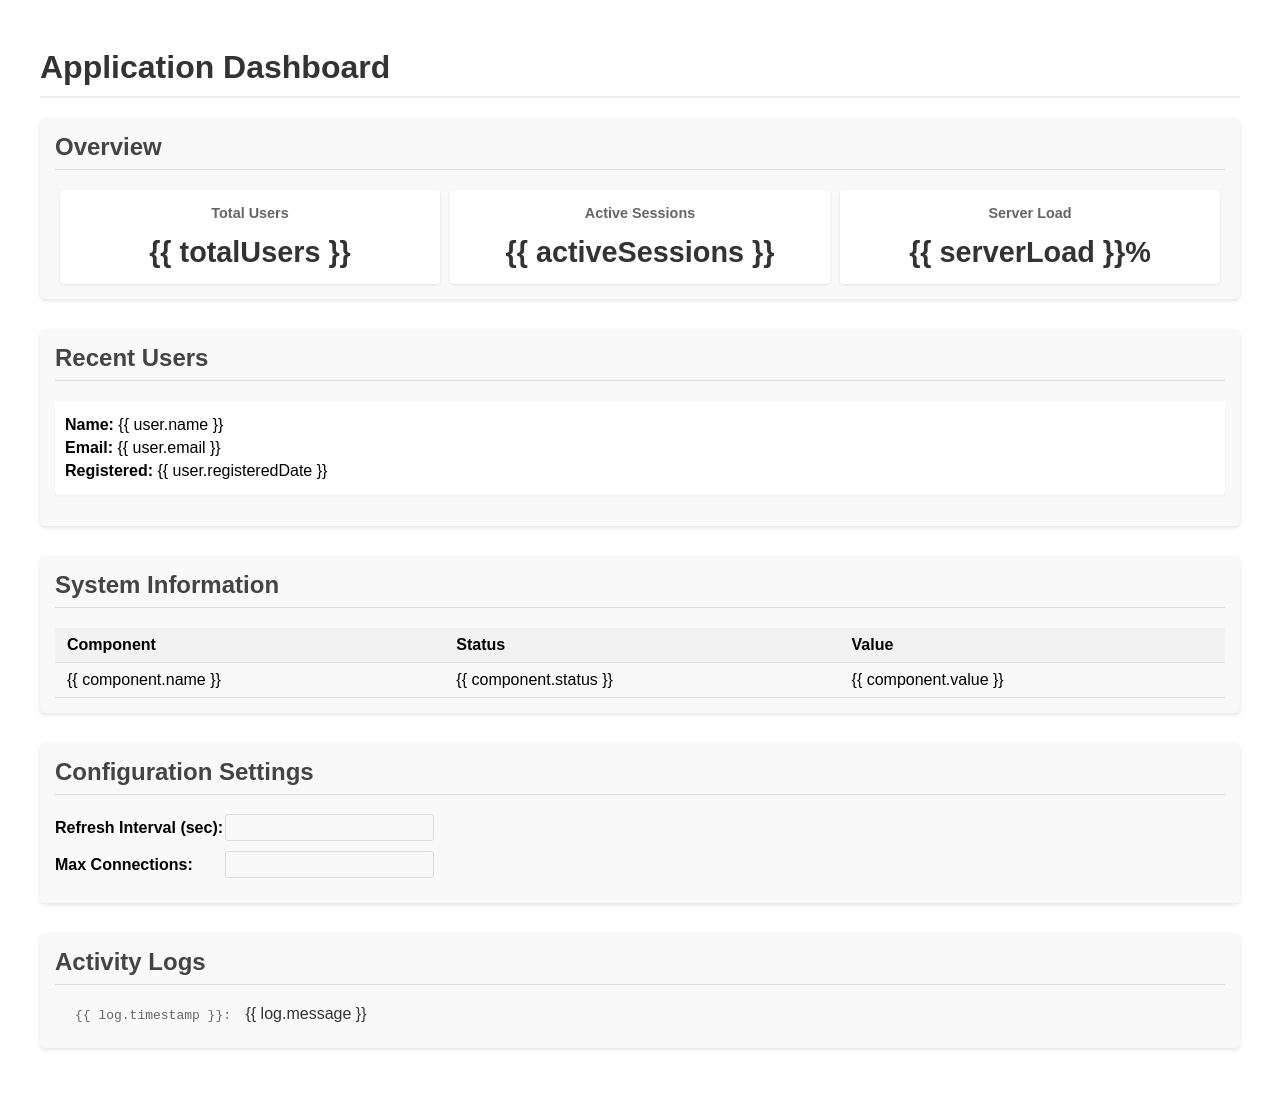 Application Dashboard
Overview
Total Users
{{ totalUsers }}
Active Sessions
{{ activeSessions }}
Server Load
{{ serverLoad }}%
Recent Users
Name: {{ user.name }}
Email: {{ user.email }}
Registered: {{ user.registeredDate }}
System Information
Component Status Value
{{ component.name }} {{ component.status }} {{ component.value }}
Configuration Settings
Refresh Interval (sec):
Max Connections:
Activity Logs
{{ log.timestamp }}: {{ log.message }}